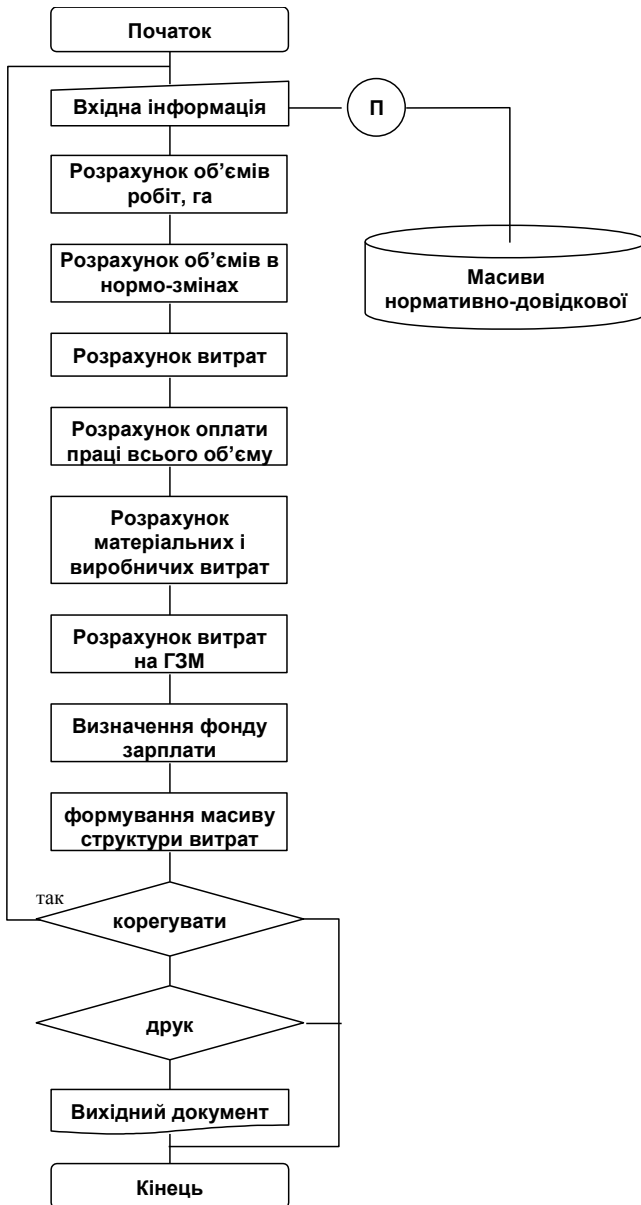 Початок
Вхідна інформація
П
Розрахунок об’ємів
робіт, га
Розрахунок об’ємів в
нормо-змінах
Масиви
нормативно-довідкової
Розрахунок витрат
Розрахунок оплати
праці всього об’єму
Розрахунок
матеріальних і
виробничих витрат
Розрахунок витрат
на ГЗМ
Визначення фонду
зарплати
формування масиву
структури витрат
так
корегувати
друк
Вихідний документ
Кінець